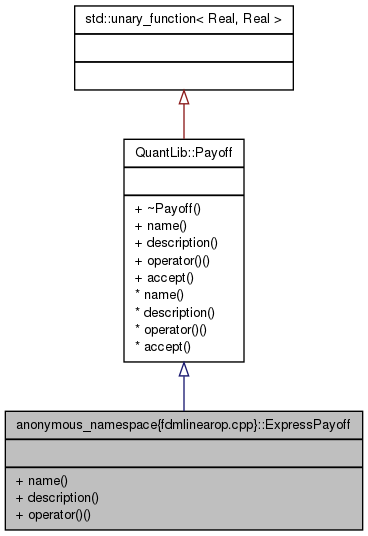 std::unary_function< Real, Real >
QuantLib::Payoff
+ ~Payoff()
+ name()
+ description()
+ operator()()
+ accept()
* name()
* description()
* operator()()
* accept()
anonymous_namespace{fdmlinearop.cpp}::ExpressPayoff
+ name()
+ description()
+ operator()()